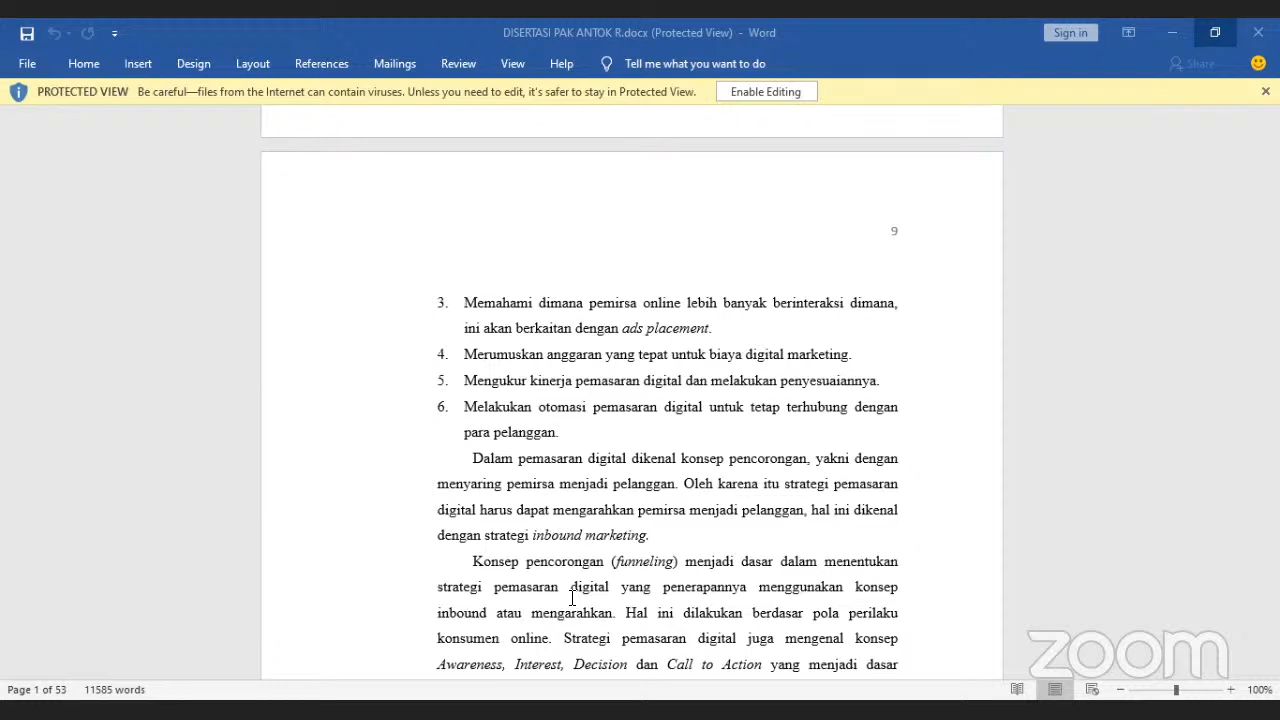 DISERTASI PAK ANTOK R.docx (Protected View) - Word
Sign in
File Home Insert Design Layout References Mailings Review View Help Tell me what you want to do Share
PROTECTED VIEW Be careful—files from the Internet can contain viruses. Unless you need to edit, it's safer to stay in Protected View. Enable Editing
9
3. Memahami dimana pemirsa online lebih banyak berinteraksi dimana,
ini akan berkaitan dengan ads placement.
4. Merumuskan anggaran yang tepat untuk biaya digital marketing.
5. Mengukur kinerja pemasaran digital dan melakukan penyesuaiannya.
6. Melakukan otomasi pemasaran digital untuk tetap terhubung dengan
para pelanggan.
Dalam pemasaran digital dikenal konsep pencorongan, yakni dengan
menyaring pemirsa menjadi pelanggan. Oleh karena itu strategi pemasaran
digital harus dapat mengarahkan pemirsa menjadi pelanggan, hal ini dikenal
dengan strategi inbound marketing.
Konsep pencorongan (funneling) menjadi dasar dalam menentukan
strategi pemasaran digital yang penerapannya menggunakan konsep
inbound atau mengarahkan. Hal ini dilakukan berdasar pola perilaku
konsumen online. Strategi pemasaran digital juga mengenal konsep
Awareness, Interest, Decision dan Call to Action yang menjadi dasar
zoom
Page 1 of 53 11585 words 100%